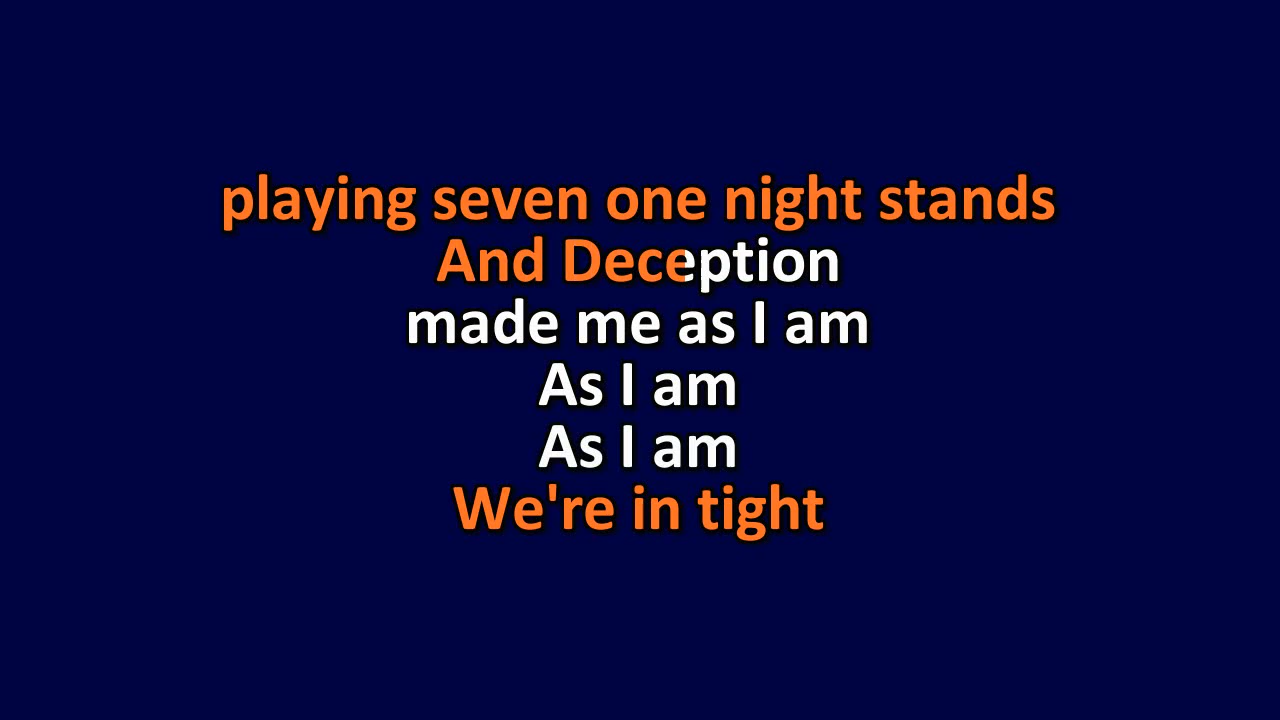 playing seven one night stands
And Deception
made me as I am
As I am
As I am
We're in tight